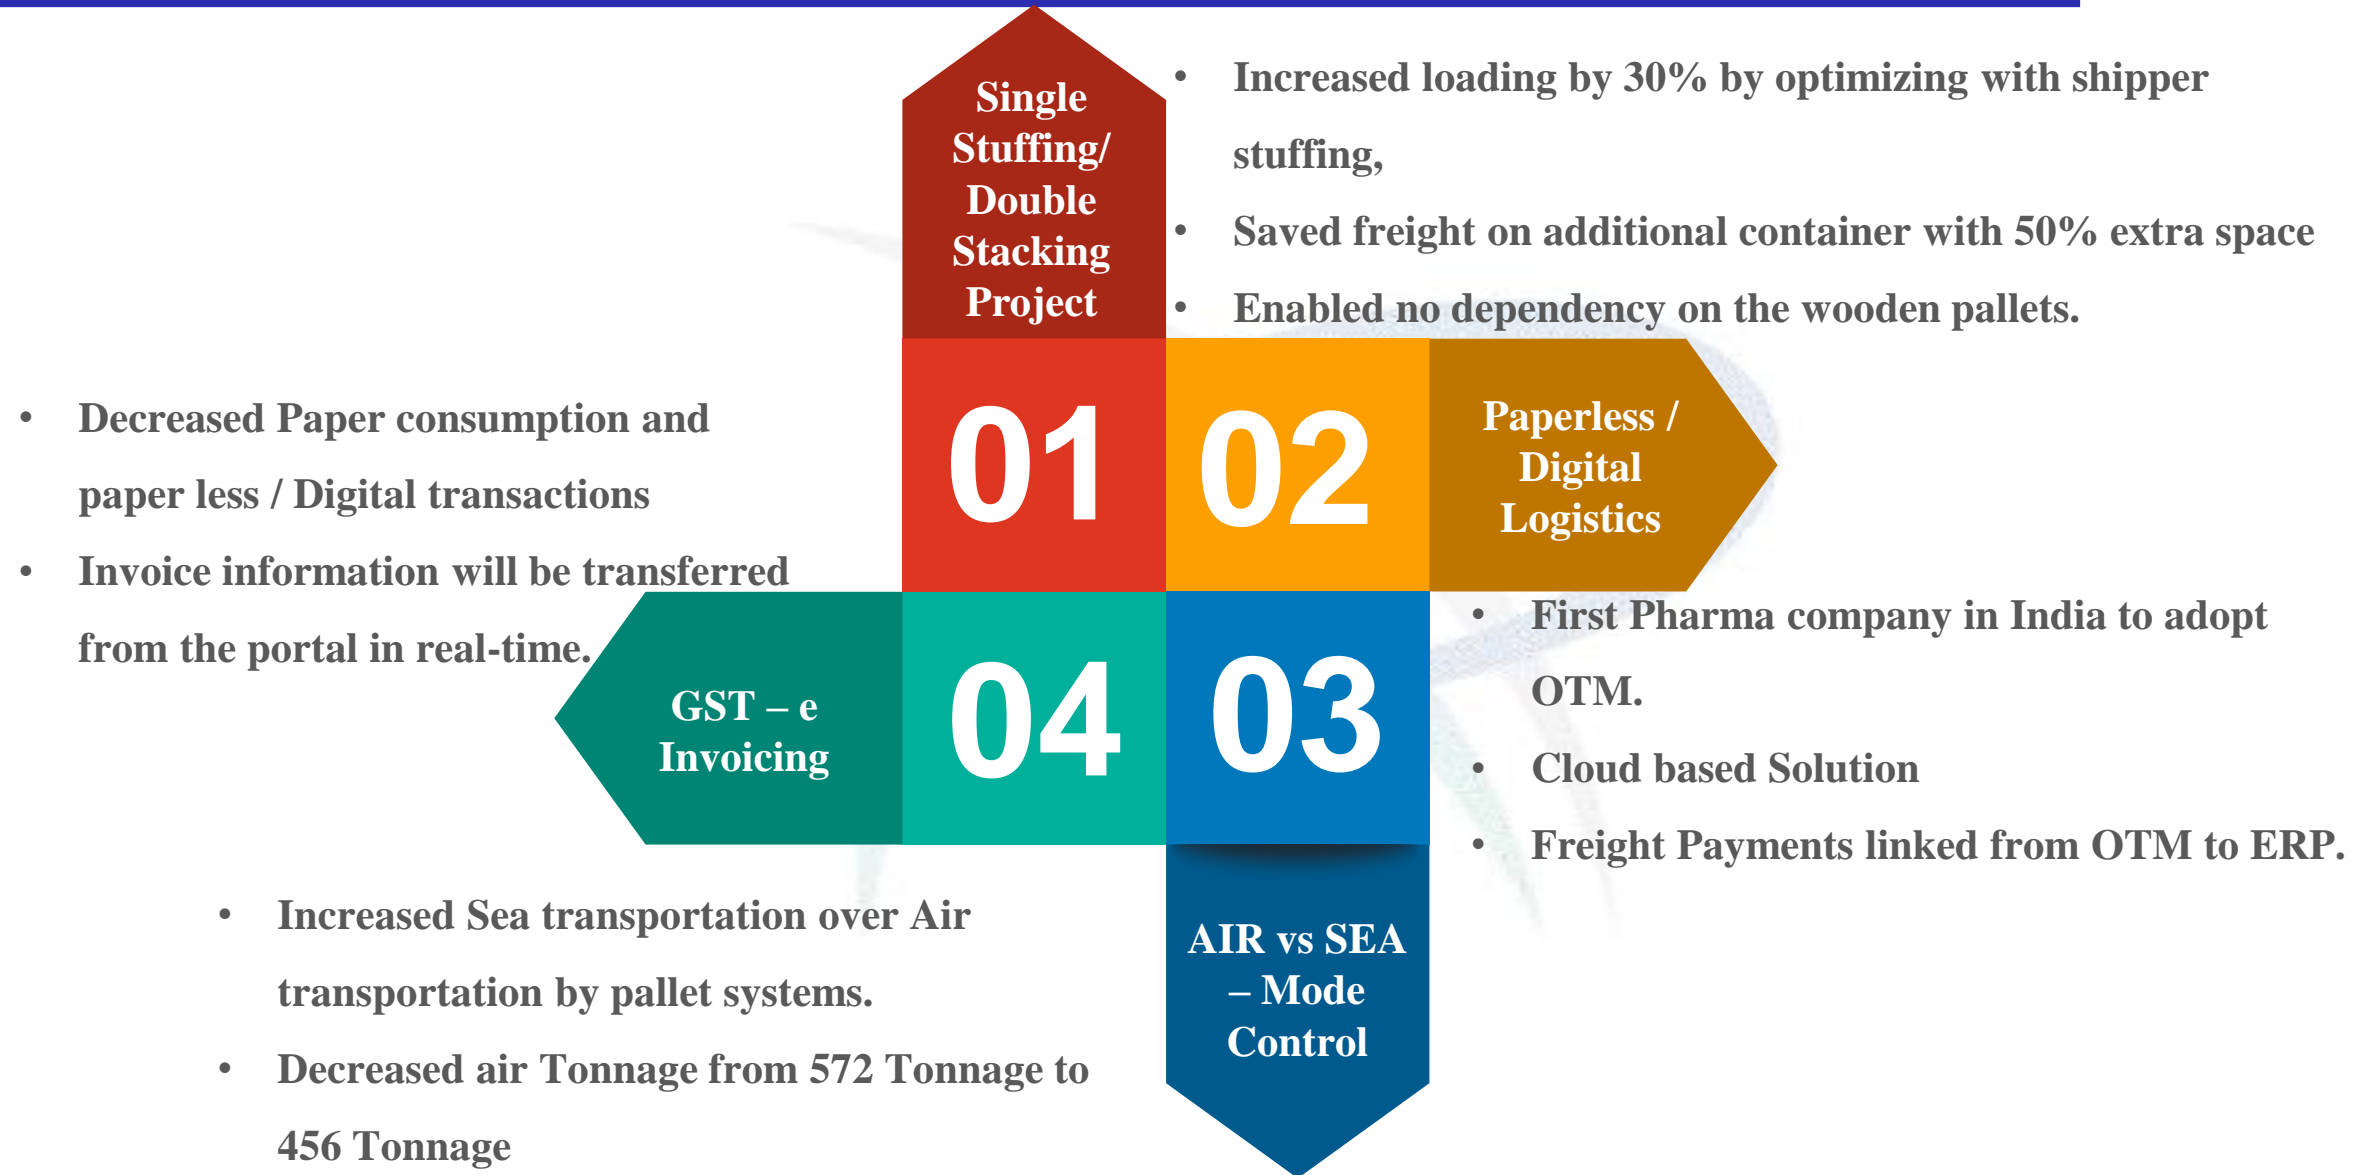 Single
Stuffing/
Double
Stacking
Project
• Increased loading by 30% by optimizing with shipper
stuffing,
• Saved freight on additional container with 50% extra space
• Enabled no dependency on the wooden pallets.
01
02
Paperless /
Digital
Logistics
• Decreased Paper consumption and
paper less / Digital transactions
• Invoice information will be transferred
from the portal in real-time.
GST – e
Invoicing
04
03
• First Pharma company in India to adopt
OTM.
• Cloud based Solution
• Freight Payments linked from OTM to ERP.
• Increased Sea transportation over Air
transportation by pallet systems.
• Decreased air Tonnage from 572 Tonnage to
456 Tonnage
AIR vs SEA
– Mode
Control